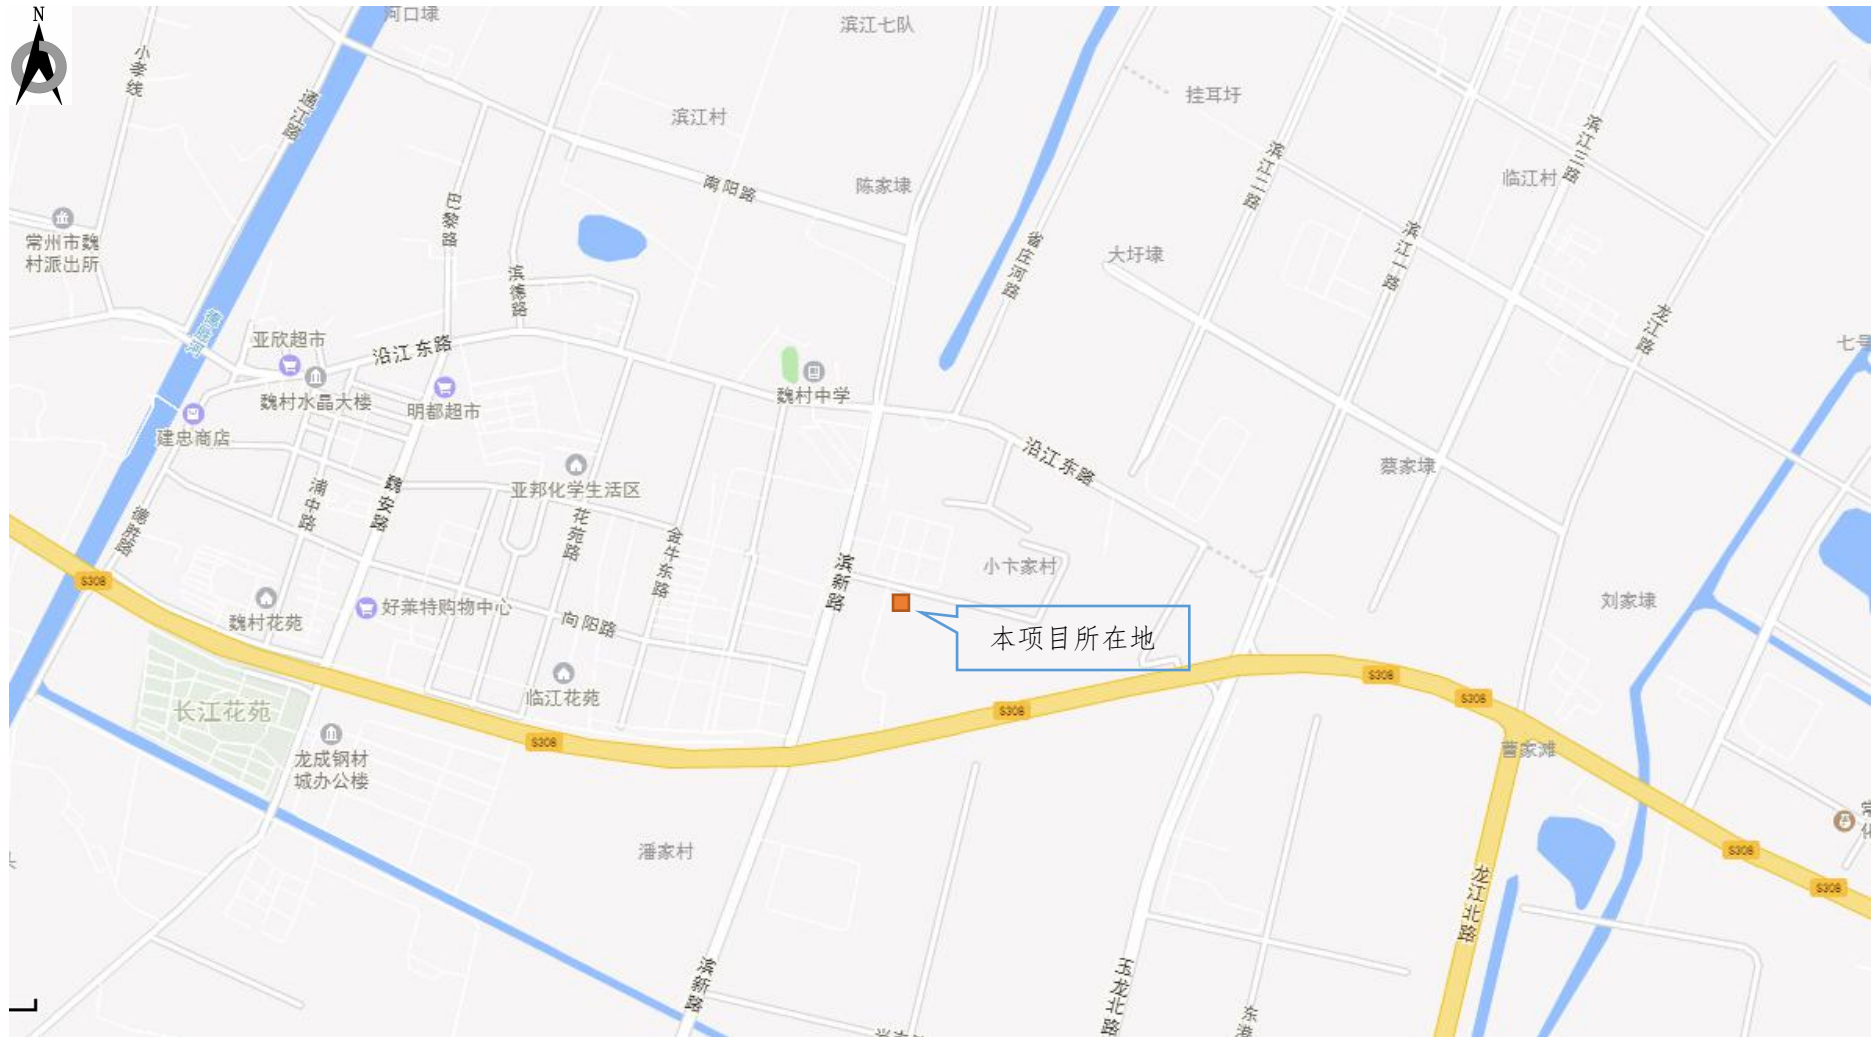 N
河口埭
滨江七队
小孝线
通江路
滨江村
挂耳圩
滨江三路
滨江二路
临江村
南阳路
陈家埭
巴黎路
常州市魏
村派出所
省庄河路
大圩埭
滨江一路
滨德路
龙江路
德胜河
亚欣超市
沿江东路
七号
魏村水晶大楼
明都超市
魏村中学
建忠商店
沿江东路
蔡家埭
亚邦化学生活区
浦中路
魏安路
花苑路
金牛东路
德胜路
滨新路
小卞家村
S308
魏村花苑
好莱特购物中心
向阳路
刘家埭
本项目所在地
临江花苑
S308
S308
长江花苑
S308
S308
龙成钢材
城办公楼
曹家滩
常
化
潘家村
S308
S308
龙江北路
滨新路
玉龙北路
东港